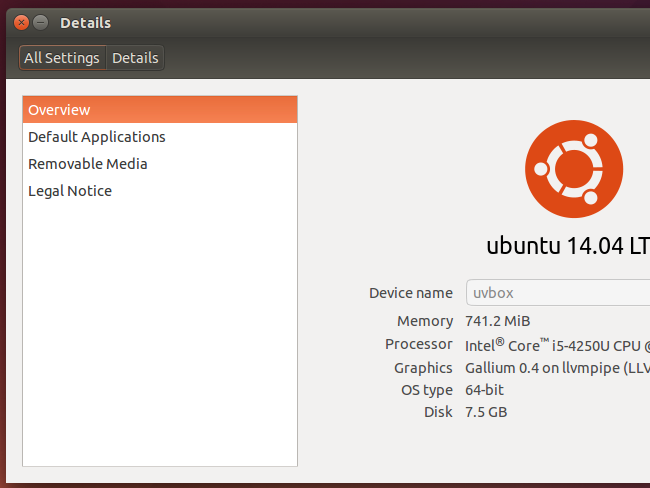 Details
All Settings Details
Overview
Default Applications
Removable Media
Legal Notice
ubuntu 14.04 LT
Device name uvbox
Memory 741.2 MiB
Processor Intel® Core™ i5-4250U CPU @
Graphics Gallium 0.4 on llvmpipe (LLV
OS type 64-bit
Disk 7.5 GB